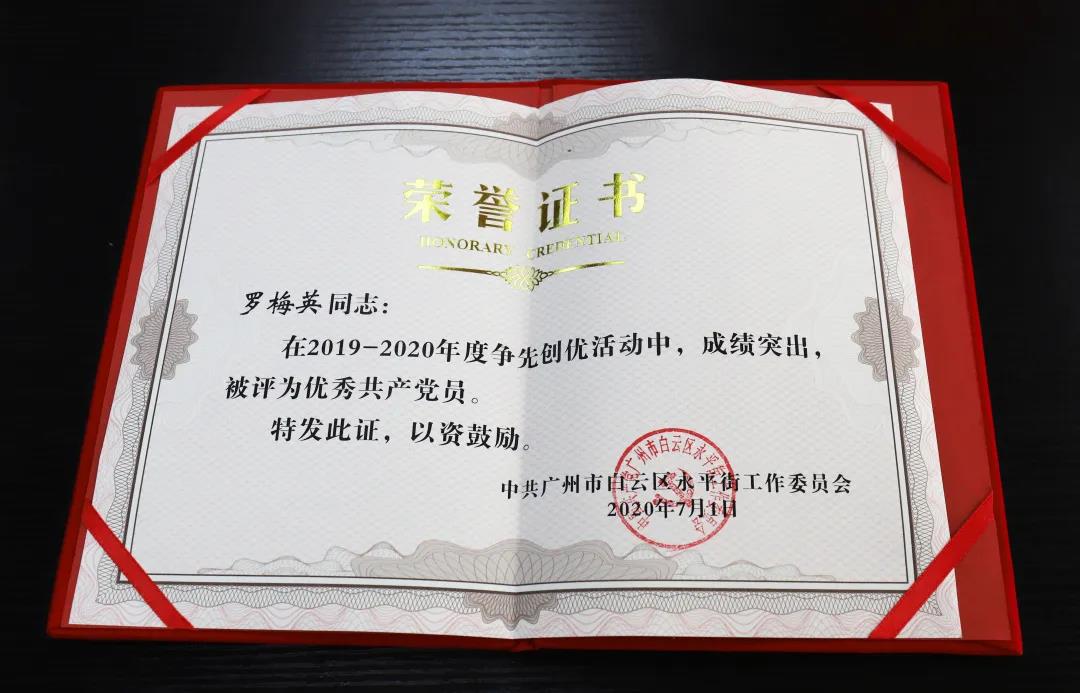 荣誉证书
HONORARY CREDENTIAL
罗梅英同志:
在2019-2020年度争先创优活动中，成绩突出，
被评为优秀共产党员。
特发此证，以资鼓励。
中共广州市白云区永平街工作委员会
2020年7月1日